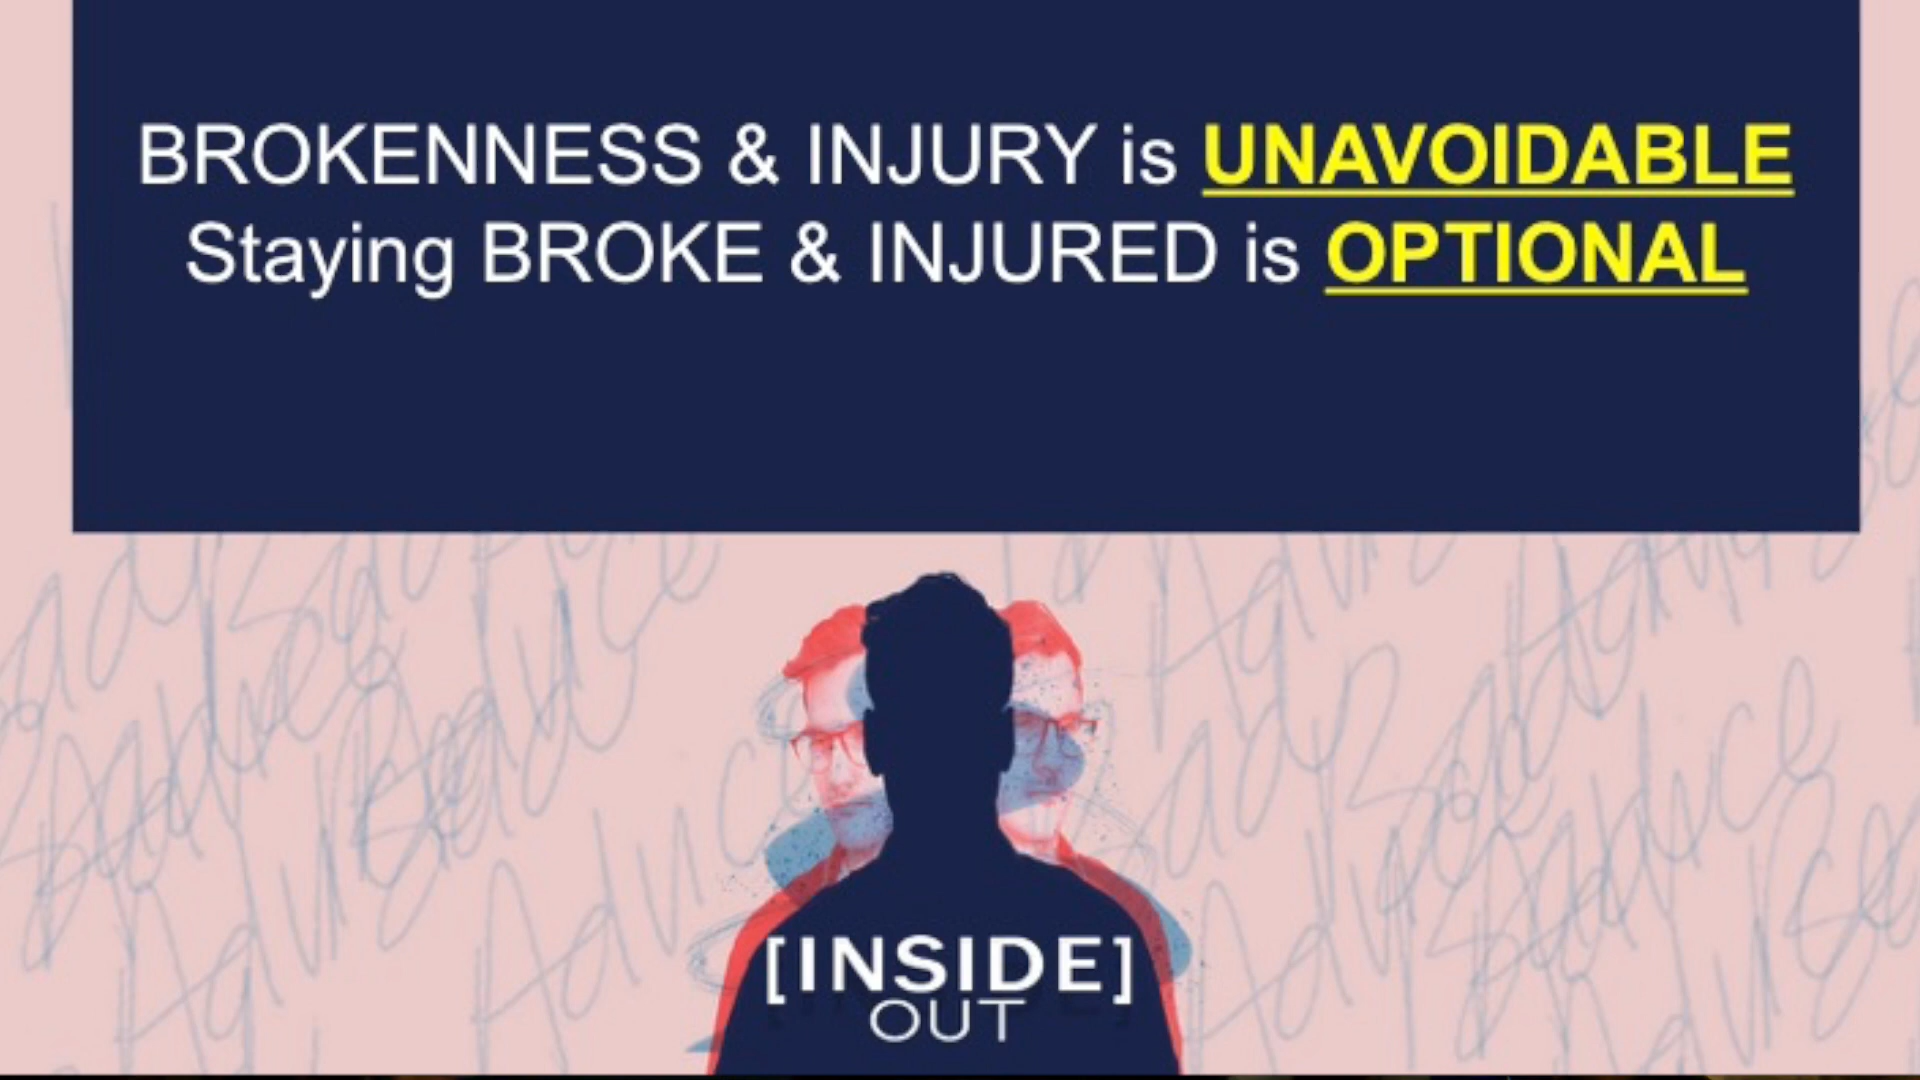 BROKENNESS & INJURY is UNAVOIDABLE
Staying BROKE & INJURED is OPTIONAL
[INSIDE]
OUT